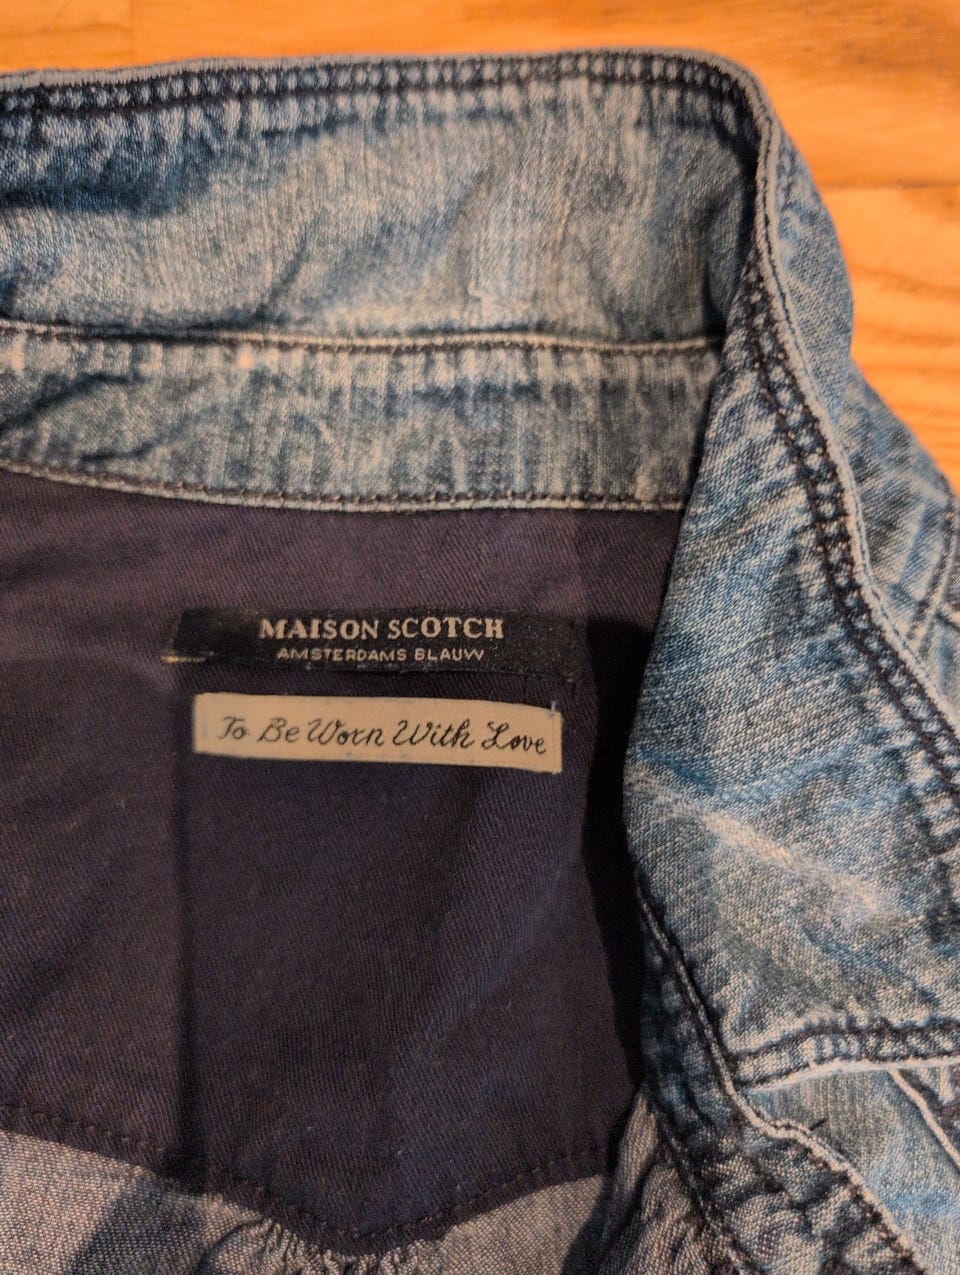 MAISON SCOTCH
AMSTERDAMS BLAUW
To Be Worn With Love